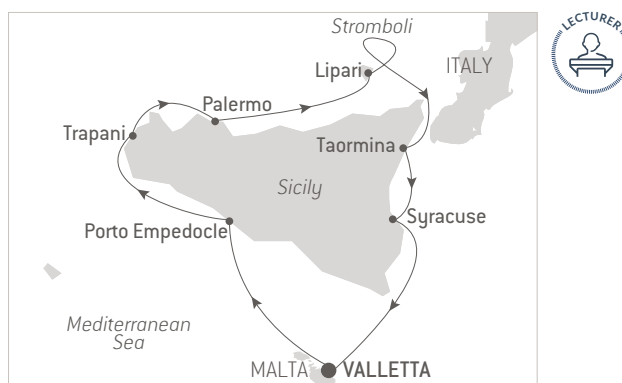 Stromboli
LECTURER
Lipari
ITALY
Palermo
Trapani
Taormina
Sicily
Syracuse
Porto Empedocle
Mediterranean
Sea
MALTA VALLETTA